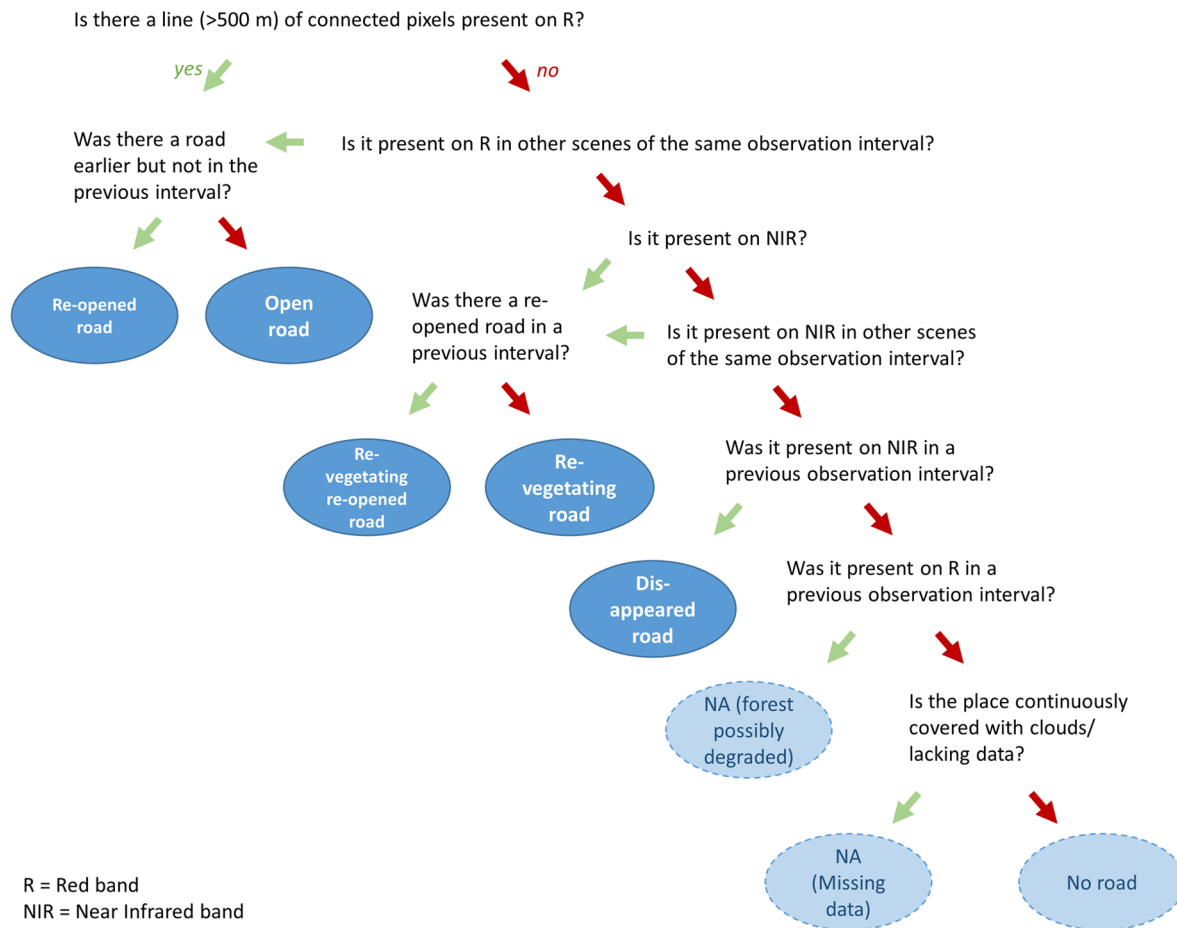 Is there a line (>500 m) of connected pixels present on R?
yes
no
Was there a road
earlier but not in the
previous interval?
Is it present on R in other scenes of the same observation interval?
Is it present on NIR?
Re-opened
road
Open
road
Was there a re-
opened road in a
previous interval?
Is it present on NIR in other scenes
of the same observation interval?
Re-
vegetating
re-opened
road
Re-
vegetating
road
Was it present on NIR in a
previous observation interval?
Dis-
appeared
road
Was it present on R in a
previous observation interval?
NA (forest
possibly
degraded)
Is the place continuously
covered with clouds/
lacking data?
NA
(Missing
data)
No road
R = Red band
NIR = Near Infrared band